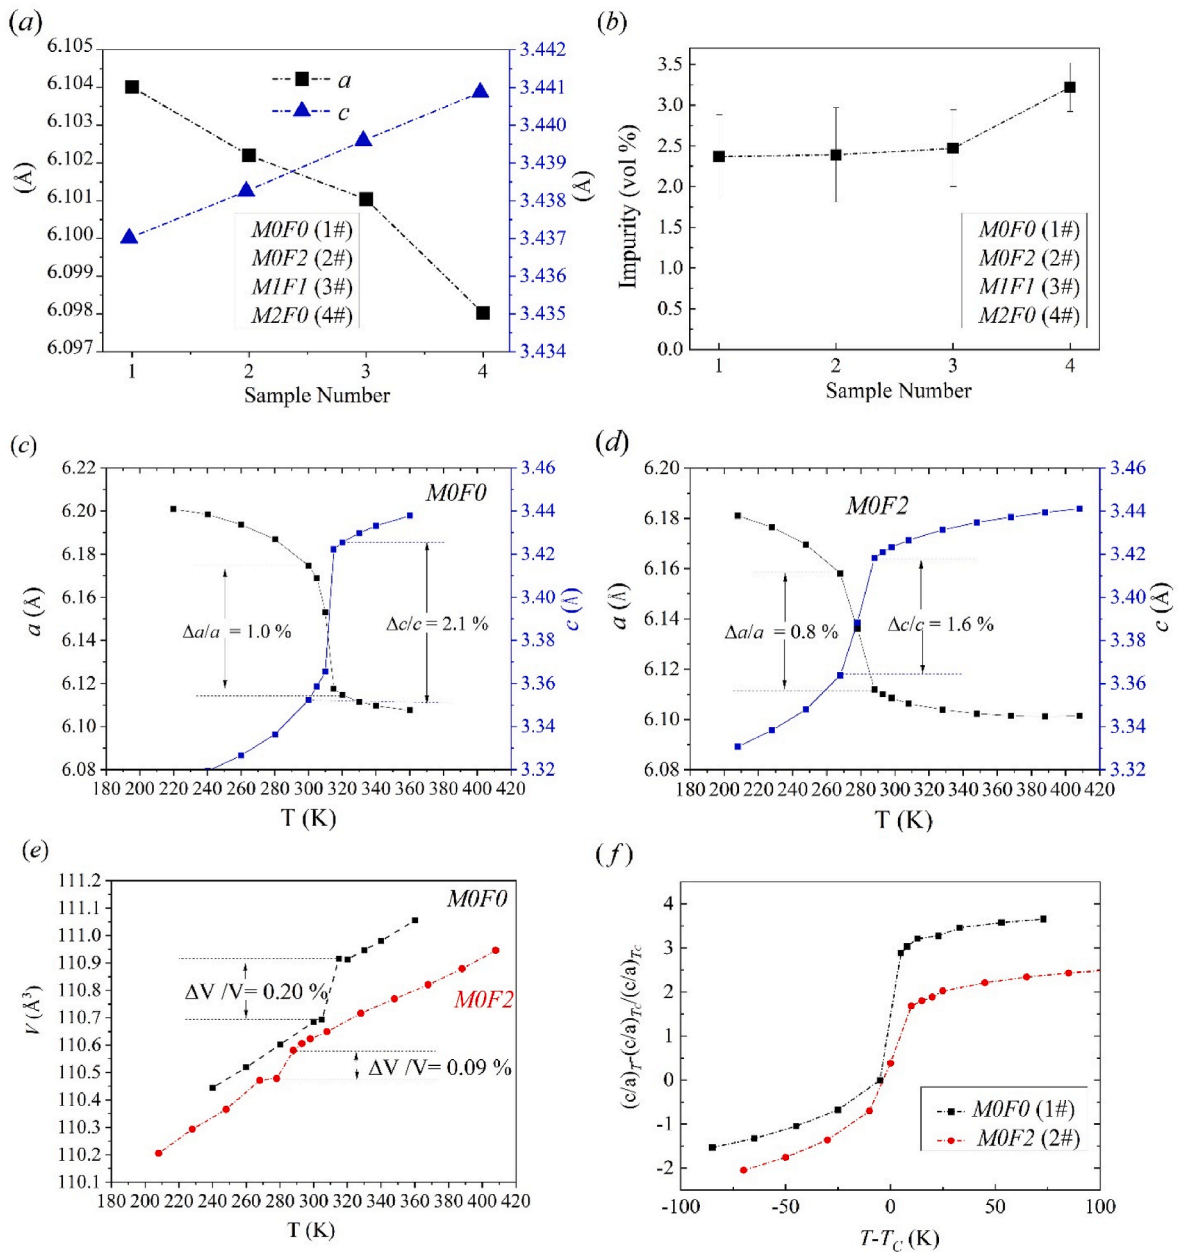 (a)
6.105
6.104
6.103
6.102
6.101
6.100
6.099
6.098
6.097
(Å)
a
c
M0F0 (1#)
M0F2 (2#)
M1F1 (3#)
M2F0 (4#)
3.442
3.441
3.440
3.439
3.438
3.437
3.436
3.435
3.434
(Å)
1 2 3 4
Sample Number
(b)
3.5
3.0
2.5
2.0
1.5
1.0
0.5
0.0
Impurity (vol %)
M0F0 (1#)
M0F2 (2#)
M1F1 (3#)
M2F0 (4#)
1 2 3 4
Sample Number
(c)
6.22
6.20
6.18
6.16
6.14
6.12
6.10
6.08
a (Å)
M0F0
Δa/a = 1.0 %
Δc/c = 2.1 %
3.46
3.44
3.42
3.40
3.38
3.36
3.34
3.32
c (Å)
180 200 220 240 260 280 300 320 340 360 380 400 420
T (K)
(d)
6.20
6.18
6.16
6.14
6.12
6.10
6.08
a (Å)
M0F2
Δa/a = 0.8 %
Δc/c = 1.6 %
3.46
3.44
3.42
3.40
3.38
3.36
3.34
3.32
c (Å)
180 200 220 240 260 280 300 320 340 360 380 400 420
T (K)
(e)
111.2
111.1
111.0
110.9
110.8
110.7
110.6
110.5
110.4
110.3
110.2
110.1
V (Å³)
M0F0
ΔV /V= 0.20 %
M0F2
ΔV /V= 0.09 %
180 200 220 240 260 280 300 320 340 360 380 400 420
T (K)
(f)
4
3
2
1
0
-1
-2
(c/a)T-(c/a)TC/(c/a)TC
M0F0 (1#)
M0F2 (2#)
-100 -50 0 50 100
T-TC (K)